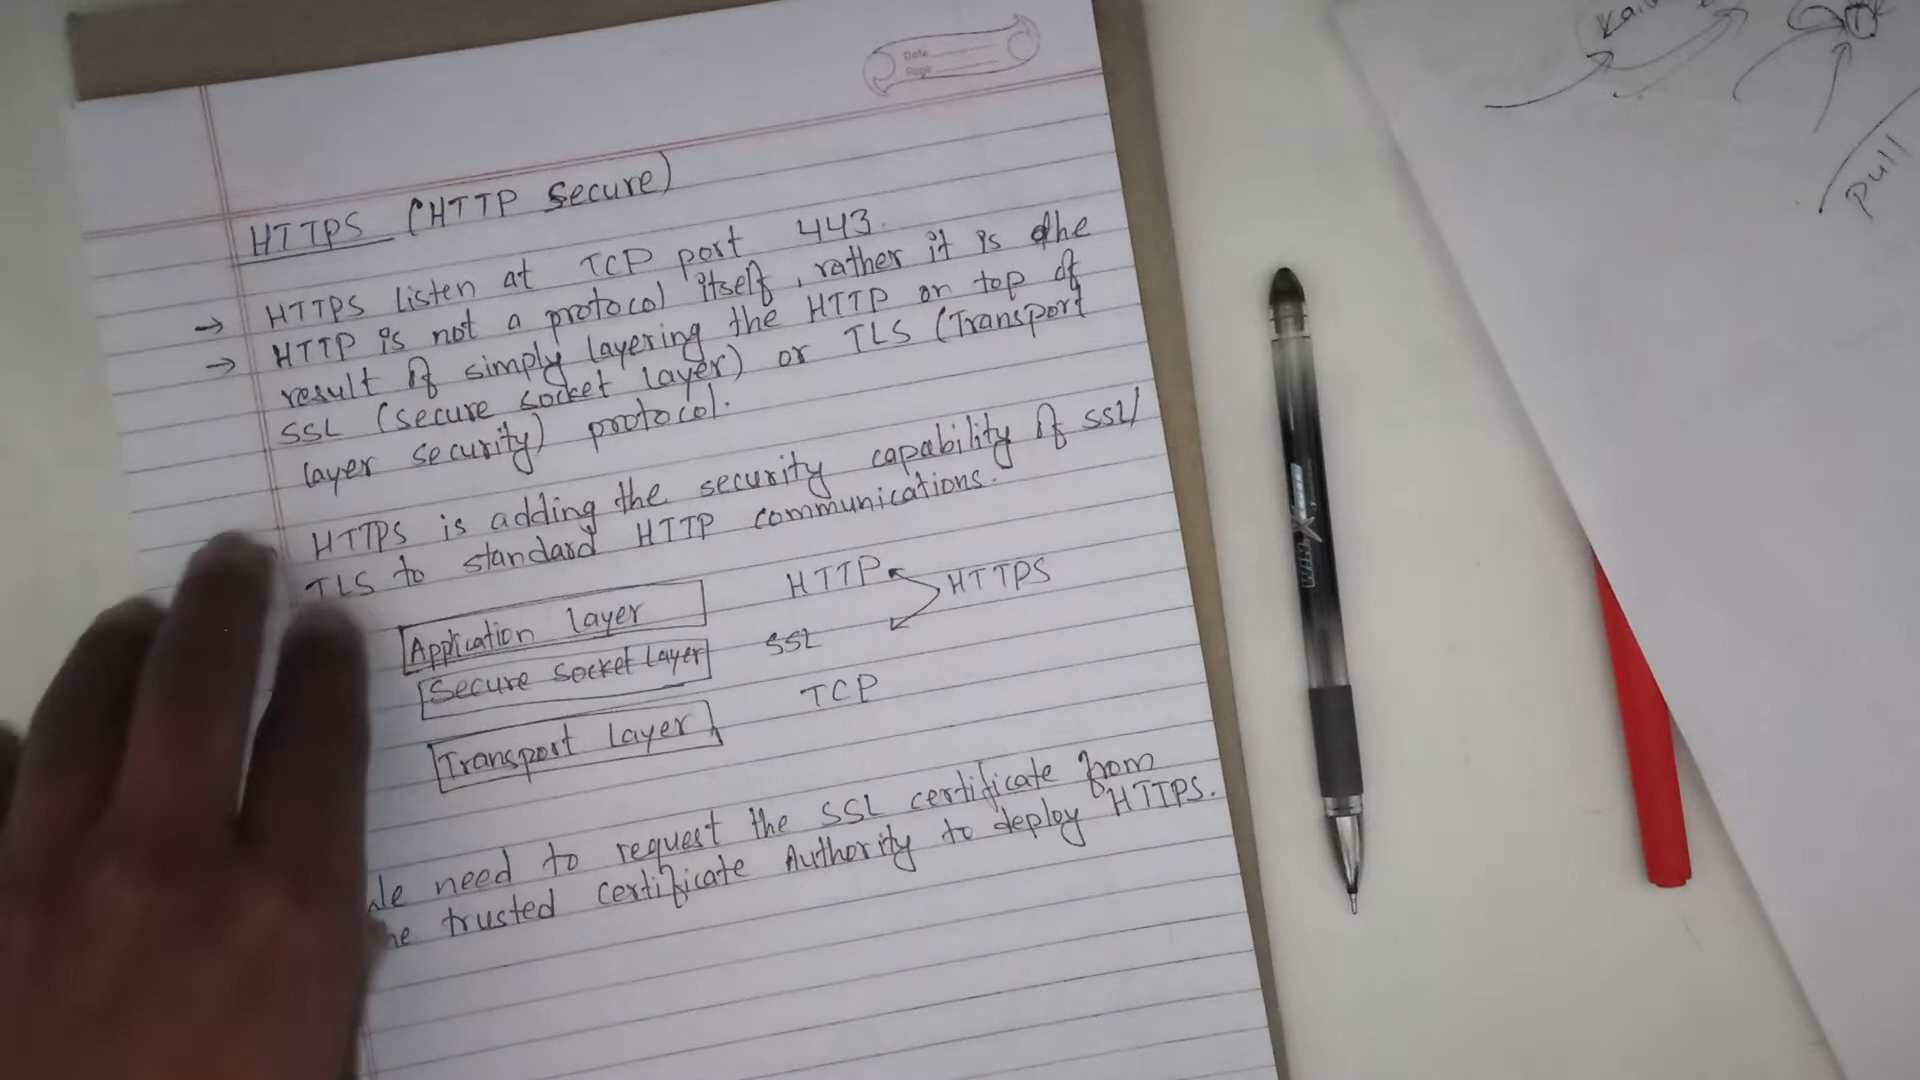 Date
Page
HTTPS (HTTP Secure)
→ HTTPS Listen at TCP port 443.
→ HTTP is not a protocol itself, rather it is the
result of simply layering the HTTP on top of
SSL (secure socket layer) or TLS (Transport
layer security) protocol.
HTTPS is adding the security capability of SSL/
TLS to standard HTTP communications.
Application layer HTTP HTTPS
Secure Socket Layer SSL
Transport Layer TCP
We need to request the SSL certificate from
trusted certificate Authority to deploy HTTPS.
Pull